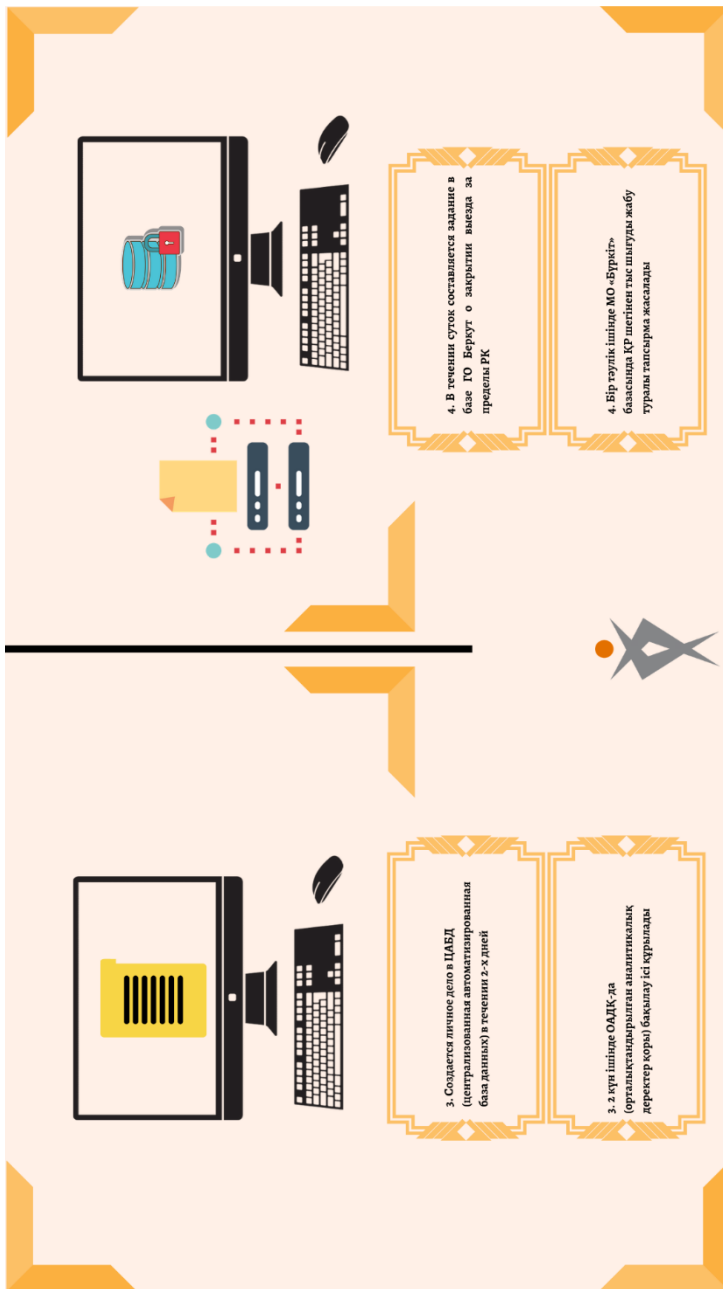 3. Создается личное дело в ЦАБД
(централизованная автоматизированная
база данных) в течении 2-х дней
3. 2 күн ішінде ОАДҚ-да
(орталықтандырылған аналитикалық
деректер қоры) бақылау ісі құрылады
4. В течении суток составляется задание в
базе ГО Беркут о закрытии выезда за
пределы РК
4. Бір тәулік ішінде МО «Бүркіт»
базасында ҚР шегінен тыс шығуды жабу
туралы тапсырма жасалады